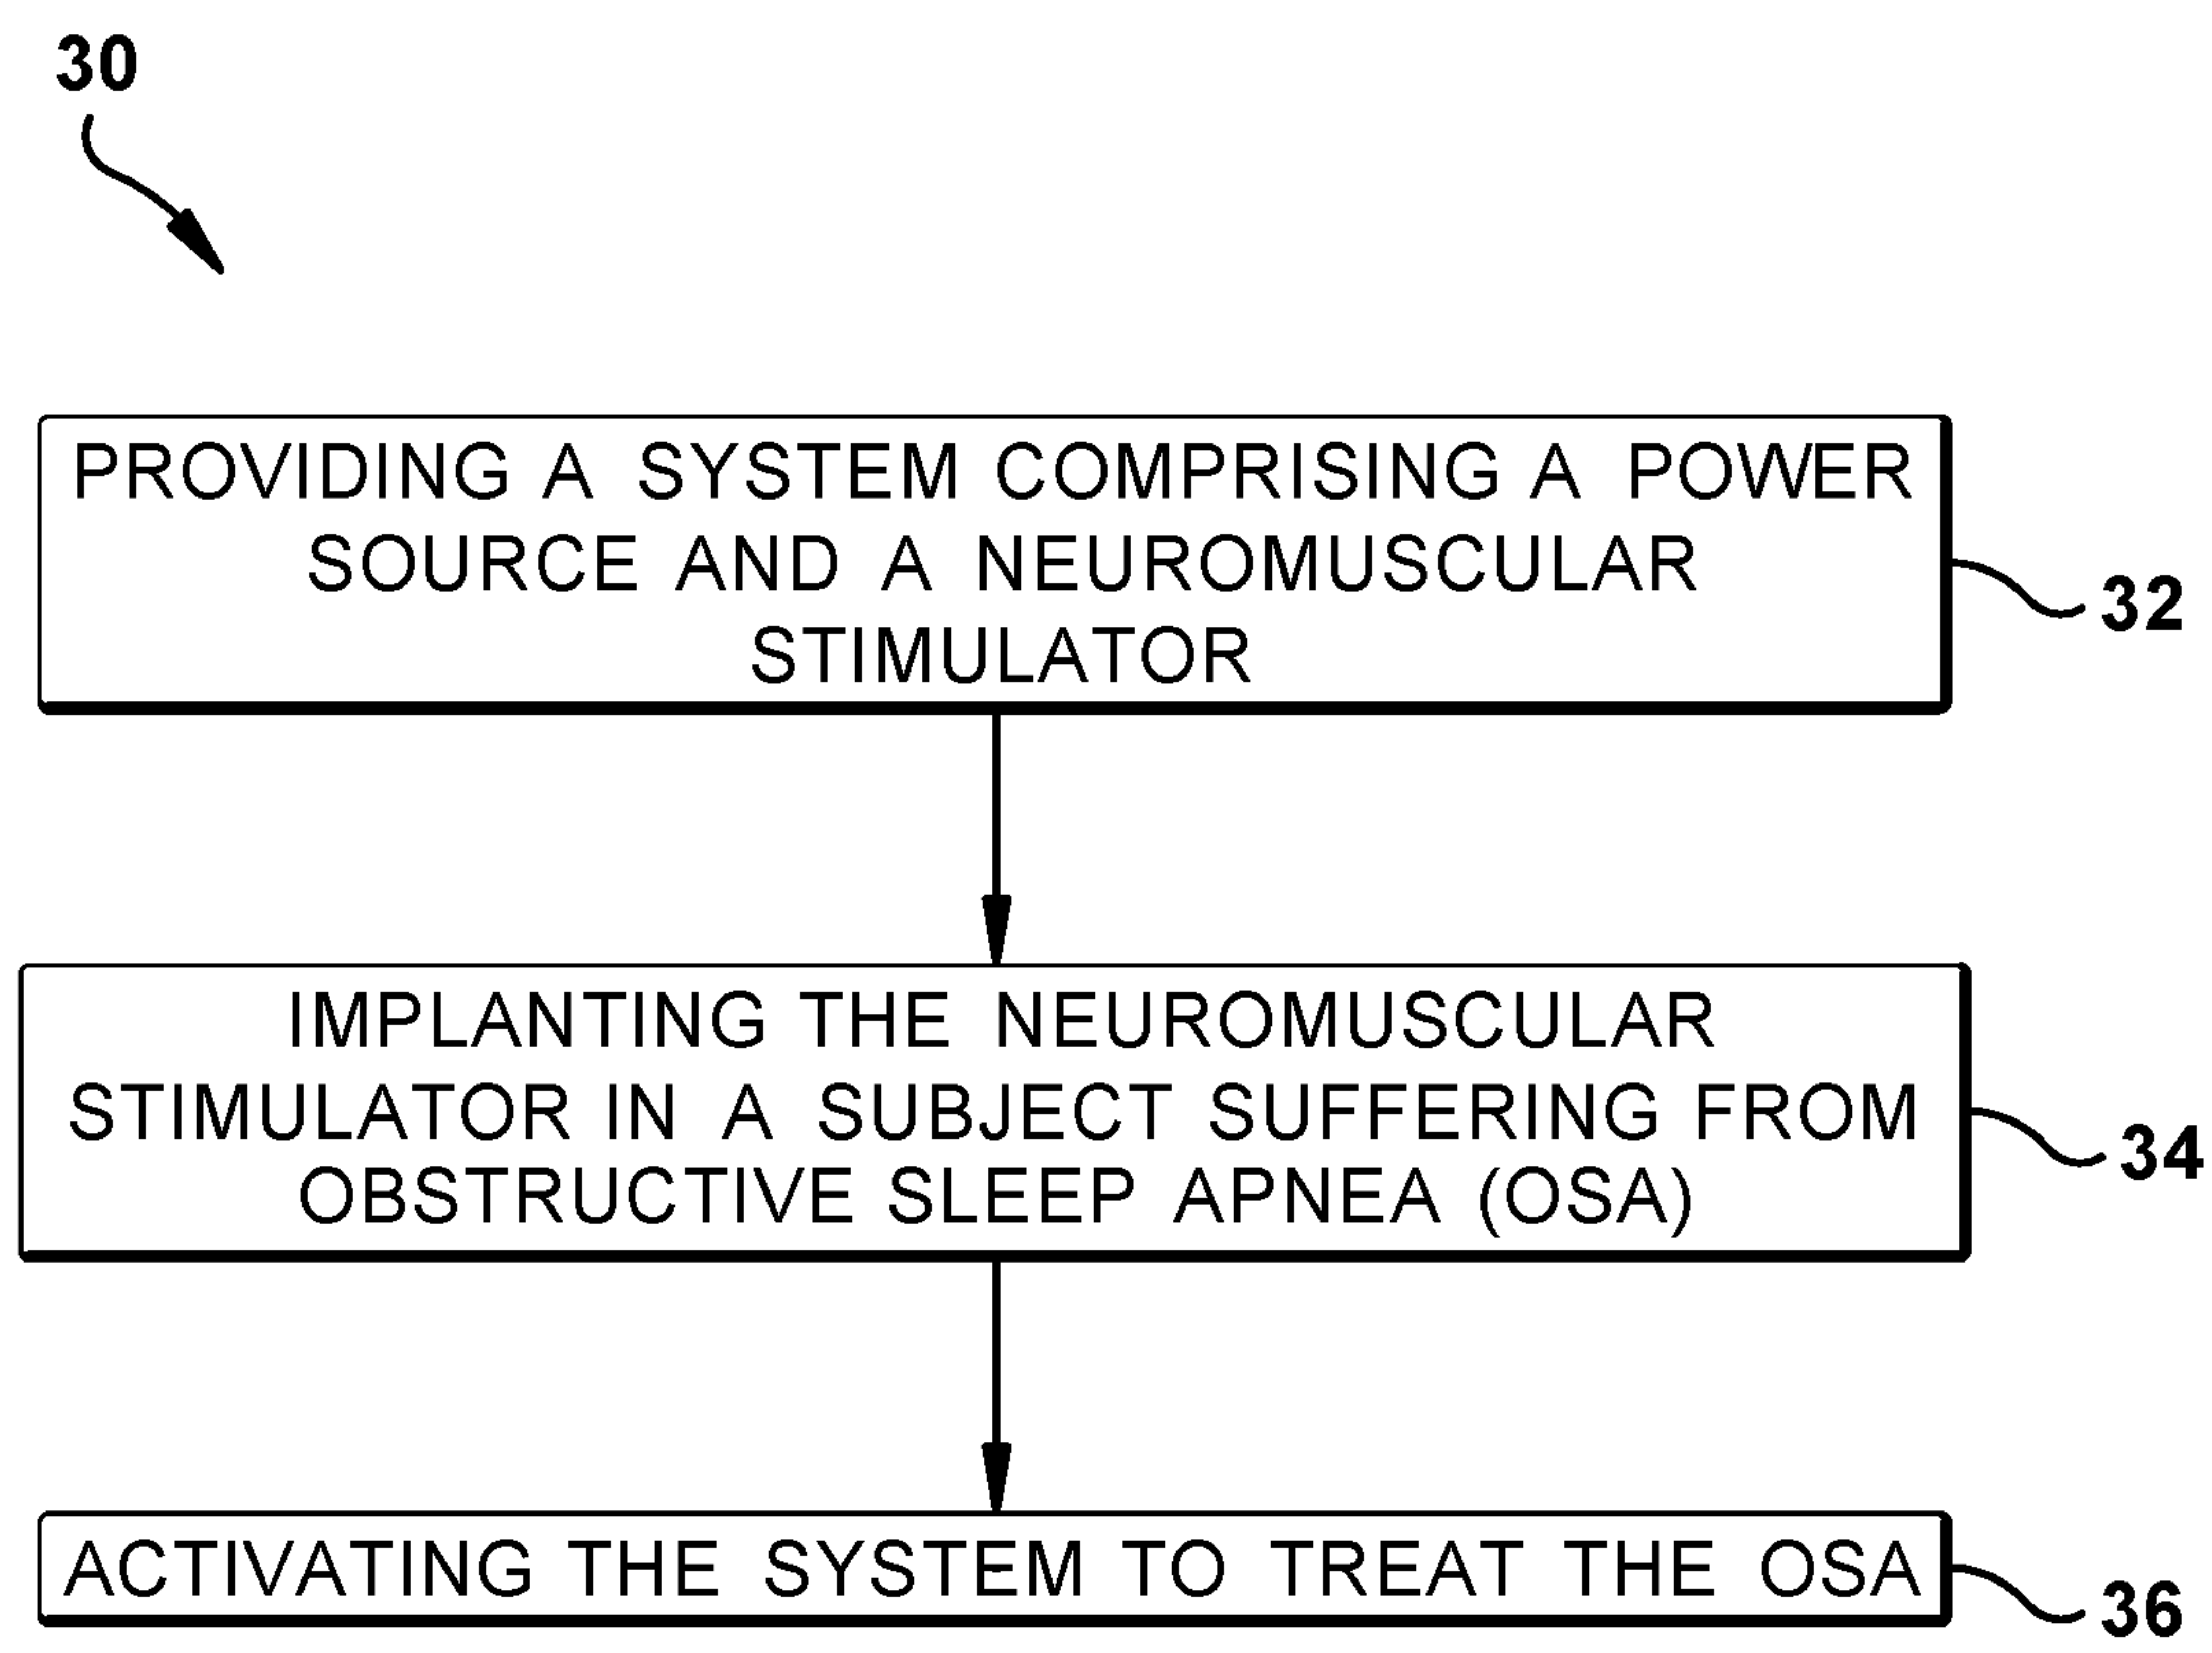 30
PROVIDING A SYSTEM COMPRISING A POWER
SOURCE AND A NEUROMUSCULAR
STIMULATOR
32
IMPLANTING THE NEUROMUSCULAR
STIMULATOR IN A SUBJECT SUFFERING FROM
OBSTRUCTIVE SLEEP APNEA (OSA)
34
ACTIVATING THE SYSTEM TO TREAT THE OSA
36